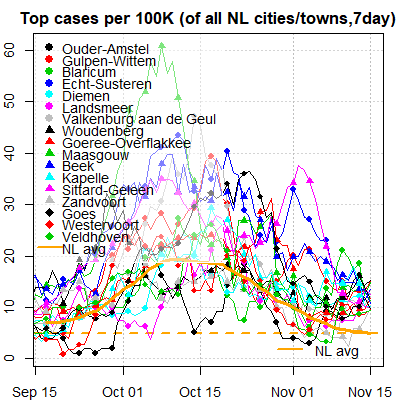 Top cases per 100K (of all NL cities/towns,7day)
60
50
40
30
20
10
0
Ouder-Amstel
Gulpen-Wittem
Blaricum
Echt-Susteren
Diemen
Landsmeer
Valkenburg aan de Geul
Woudenberg
Goeree-Overflakkee
Maasgouw
Beek
Kapelle
Sittard-Geleen
Zandvoort
Goes
Westervoort
Veldhoven
NL avg
NL avg
Sep 15
Oct 01
Oct 15
Nov 01
Nov 15